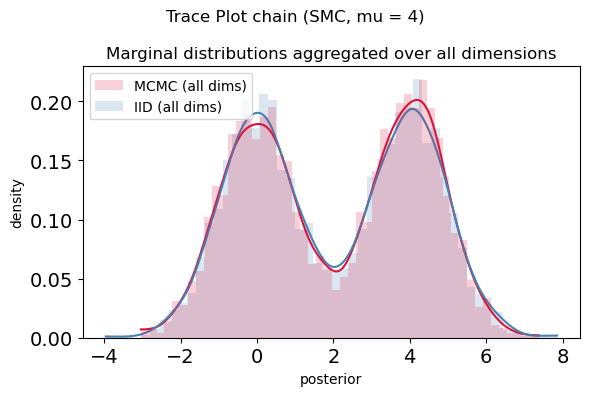 Trace Plot chain (SMC, mu = 4)
Marginal distributions aggregated over all dimensions
MCMC (all dims)
IID (all dims)
density
0.20
0.15
0.10
0.05
0.00
−4
−2
0
2
4
6
8
posterior